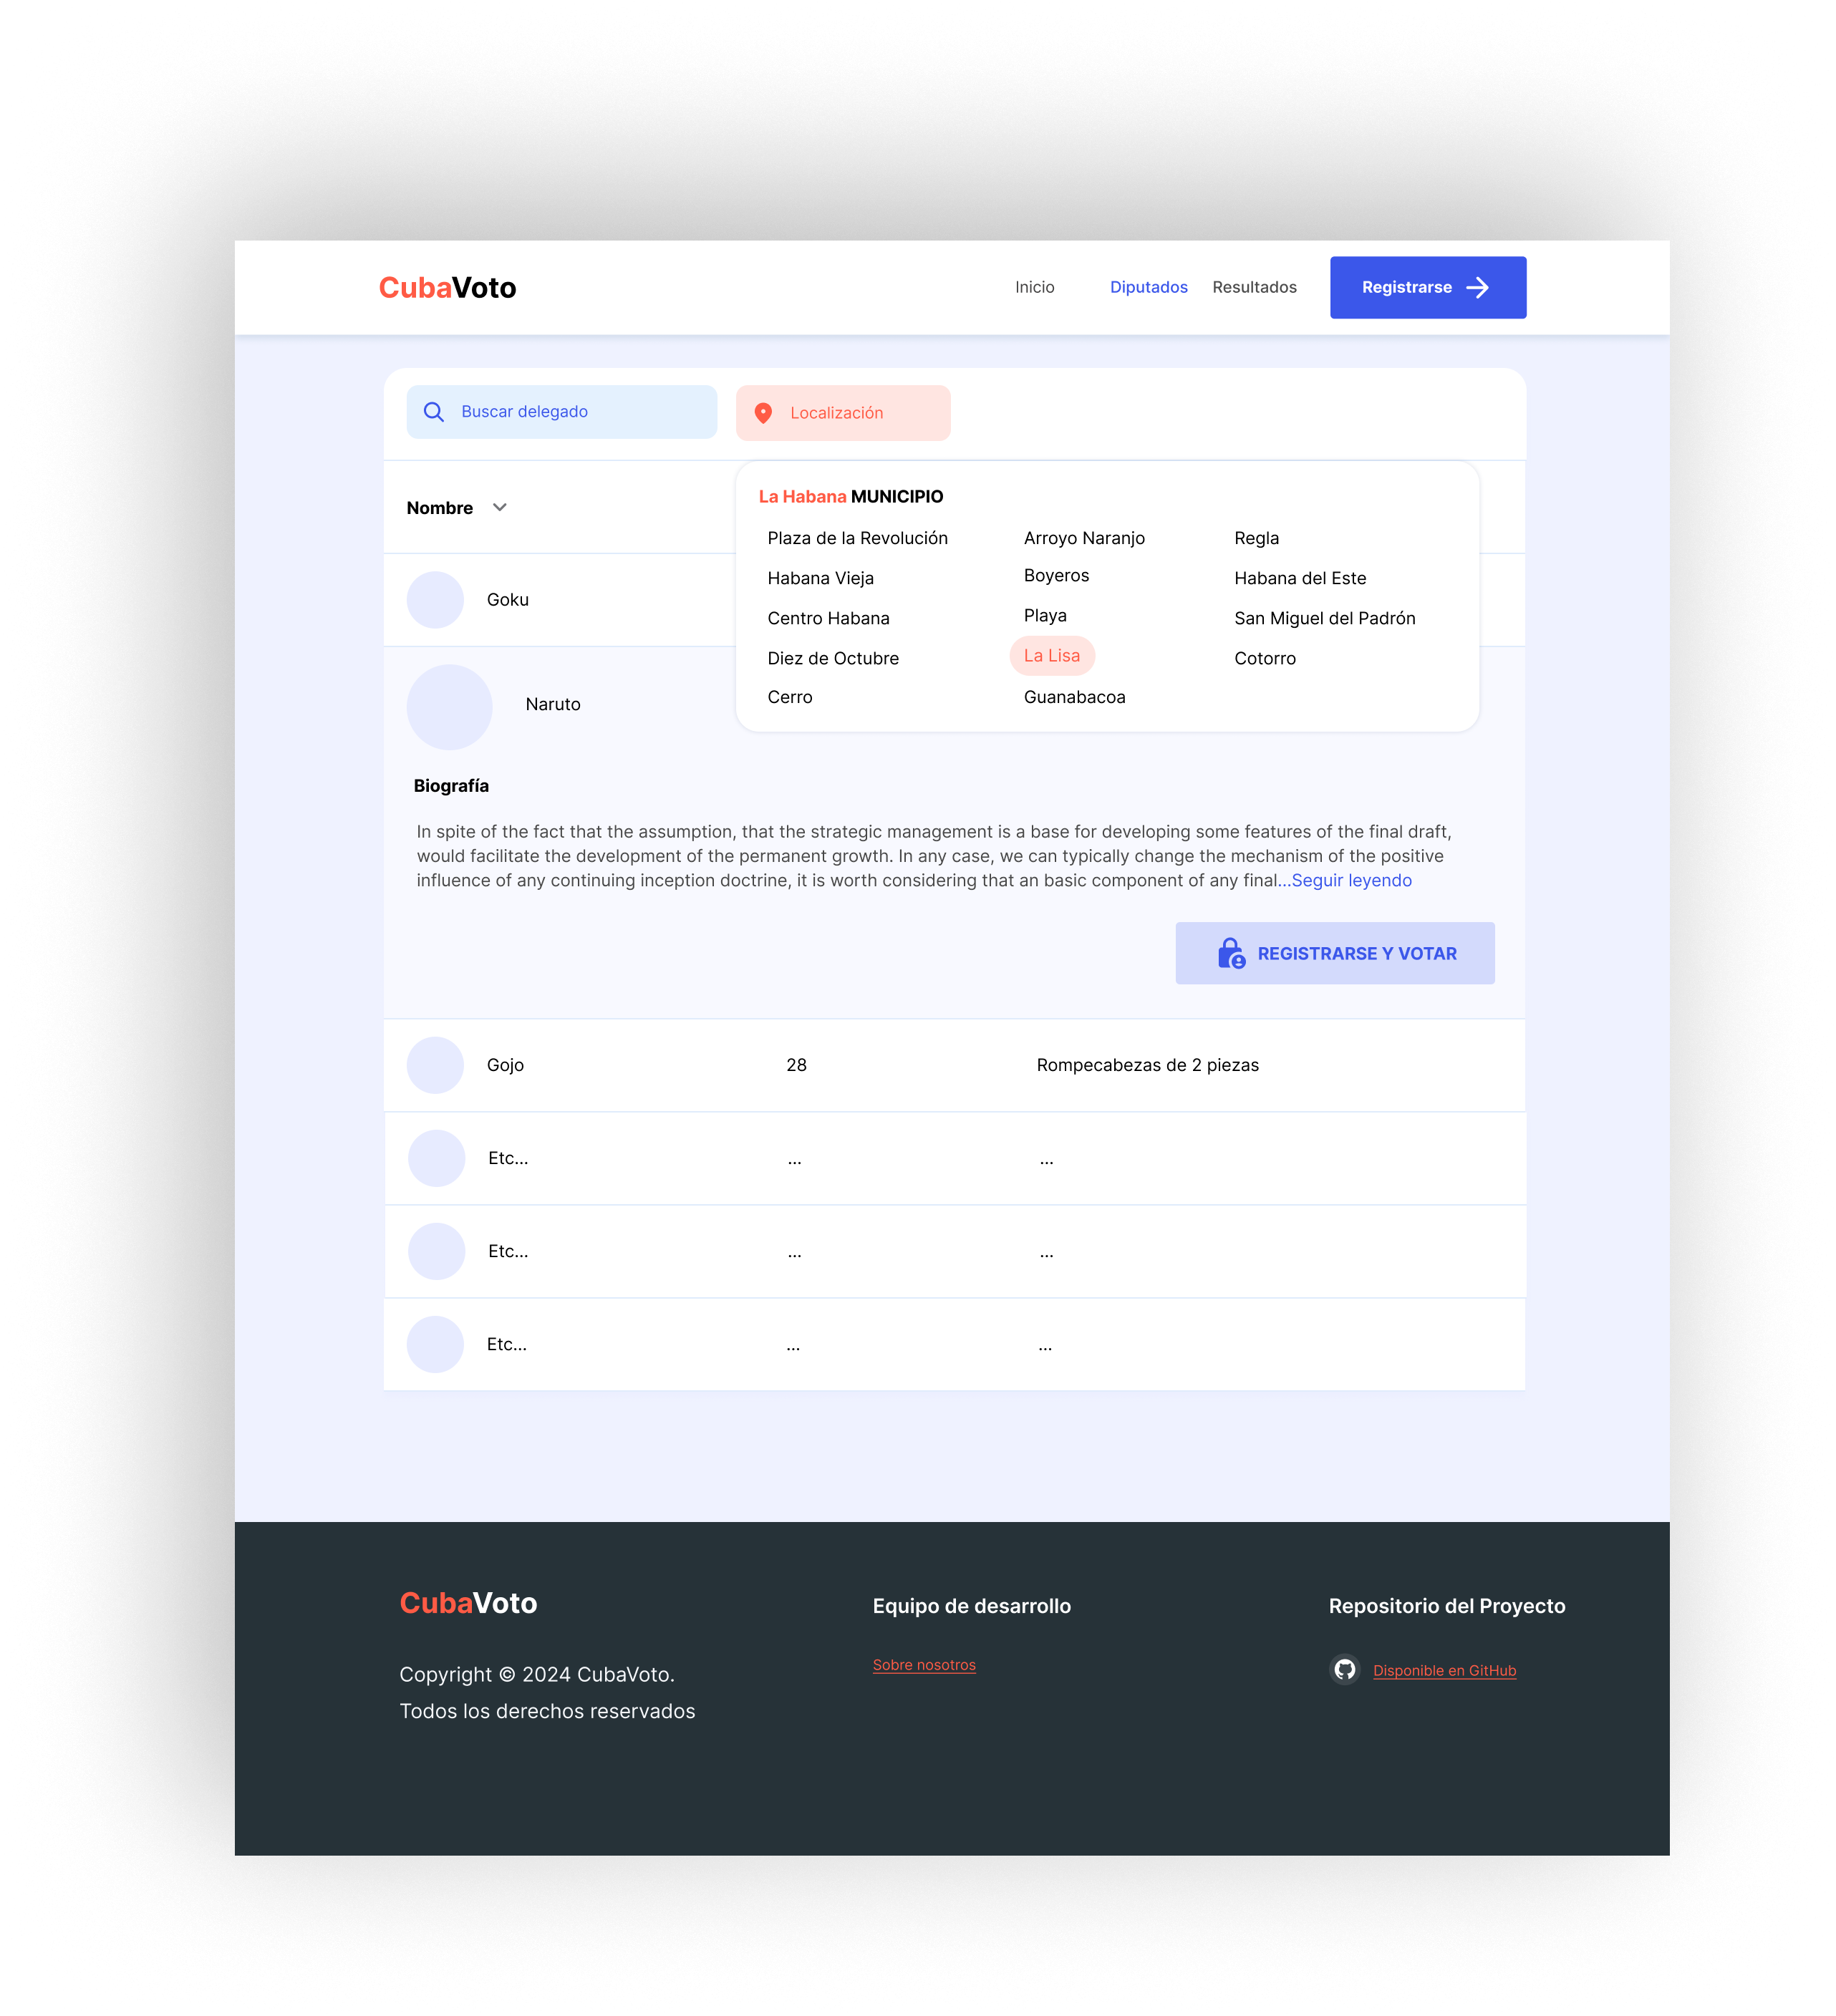 CubaVoto
Inicio
Diputados
Resultados
Registrarse
Buscar delegado
Localización
Nombre
La Habana MUNICIPIO
Plaza de la Revolución
Arroyo Naranjo
Regla
Habana Vieja
Boyeros
Habana del Este
Centro Habana
Playa
San Miguel del Padrón
Diez de Octubre
La Lisa
Cotorro
Cerro
Guanabacoa
Goku
Naruto
Biografía
In spite of the fact that the assumption, that the strategic management is a base for developing some features of the final draft,
would facilitate the development of the permanent growth. In any case, we can typically change the mechanism of the positive
influence of any continuing inception doctrine, it is worth considering that an basic component of any final...Seguir leyendo
REGISTRARSE Y VOTAR
Gojo
28
Rompecabezas de 2 piezas
Etc...
...
...
Etc...
...
...
Etc...
...
...
CubaVoto
Copyright © 2024 CubaVoto.
Todos los derechos reservados
Equipo de desarrollo
Sobre nosotros
Repositorio del Proyecto
Disponible en GitHub